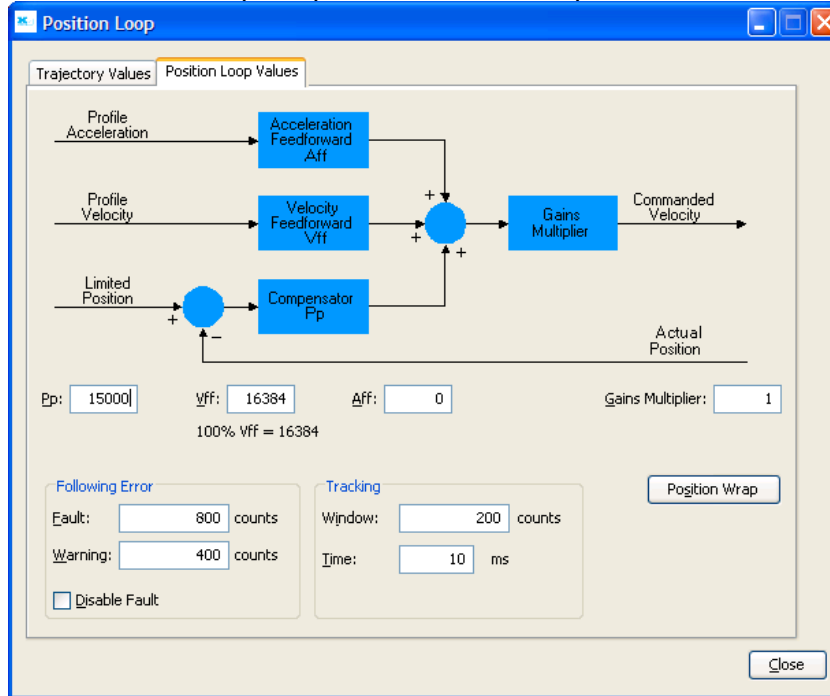 Position Loop
Trajectory Values
Position Loop Values
Profile
Acceleration
Acceleration
Feedforward
Aff
Profile
Velocity
Velocity
Feedforward
Vff
+
+
+
Gains
Multiplier
Commanded
Velocity
Limited
Position
+
−
Compensator
Pp
Actual
Position
Pp: 15000 Vff: 16384 Aff: 0 Gains Multiplier: 1
100% Vff = 16384
Following Error
Fault: 800 counts
Warning: 400 counts
Disable Fault
Tracking
Window: 200 counts
Time: 10 ms
Position Wrap
Close